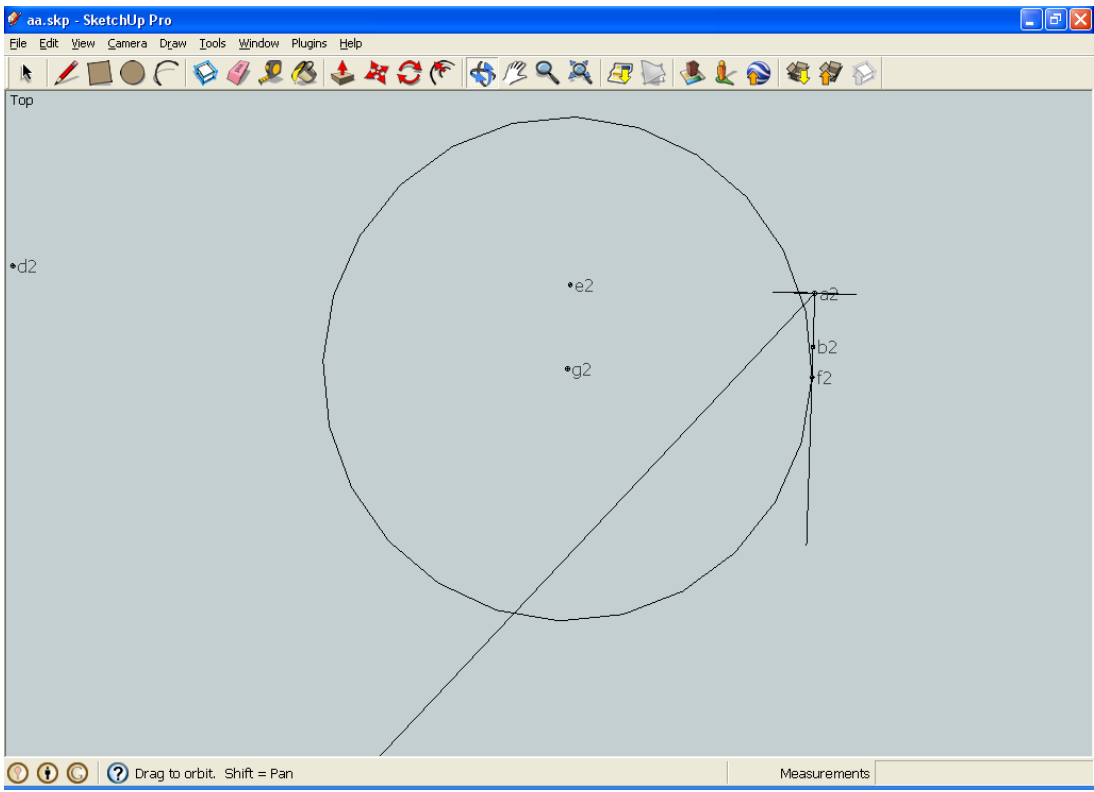 aa.skp - SketchUp Pro
File Edit View Camera Draw Tools Window Plugins Help
Top
d2
e2
a2
b2
g2
f2
Drag to orbit. Shift = Pan
Measurements